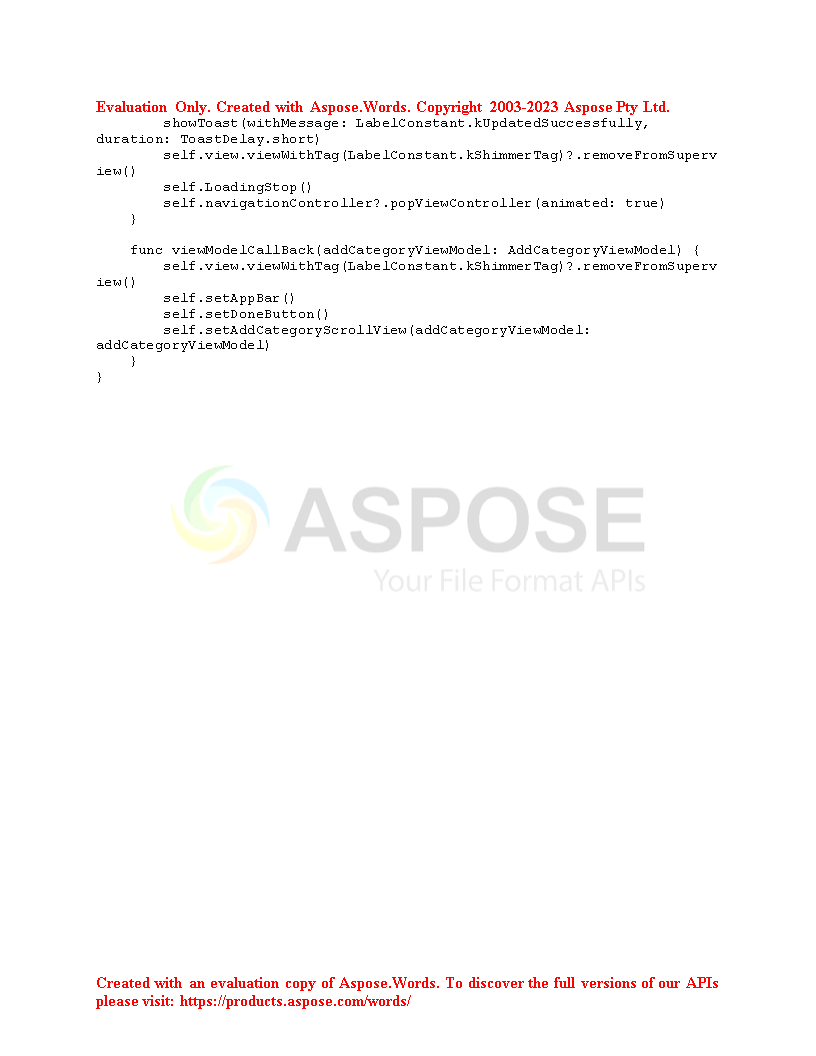 Evaluation Only. Created with Aspose.Words. Copyright 2003-2023 Aspose Pty Ltd.
        showToast(withMessage: LabelConstant.kUpdatedSuccessfully,
duration: ToastDelay.short)
        self.view.viewWithTag(LabelConstant.kShimmerTag)?.removeFromSuperv
iew()
        self.LoadingStop()
        self.navigationController?.popViewController(animated: true)
    }

    func viewModelCallBack(addCategoryViewModel: AddCategoryViewModel) {
        self.view.viewWithTag(LabelConstant.kShimmerTag)?.removeFromSuperv
iew()
        self.setAppBar()
        self.setDoneButton()
        self.setAddCategoryScrollView(addCategoryViewModel:
addCategoryViewModel)
    }
}
ASPOSE
Your File Format APIs
Created with an evaluation copy of Aspose.Words. To discover the full versions of our APIs
please visit: https://products.aspose.com/words/